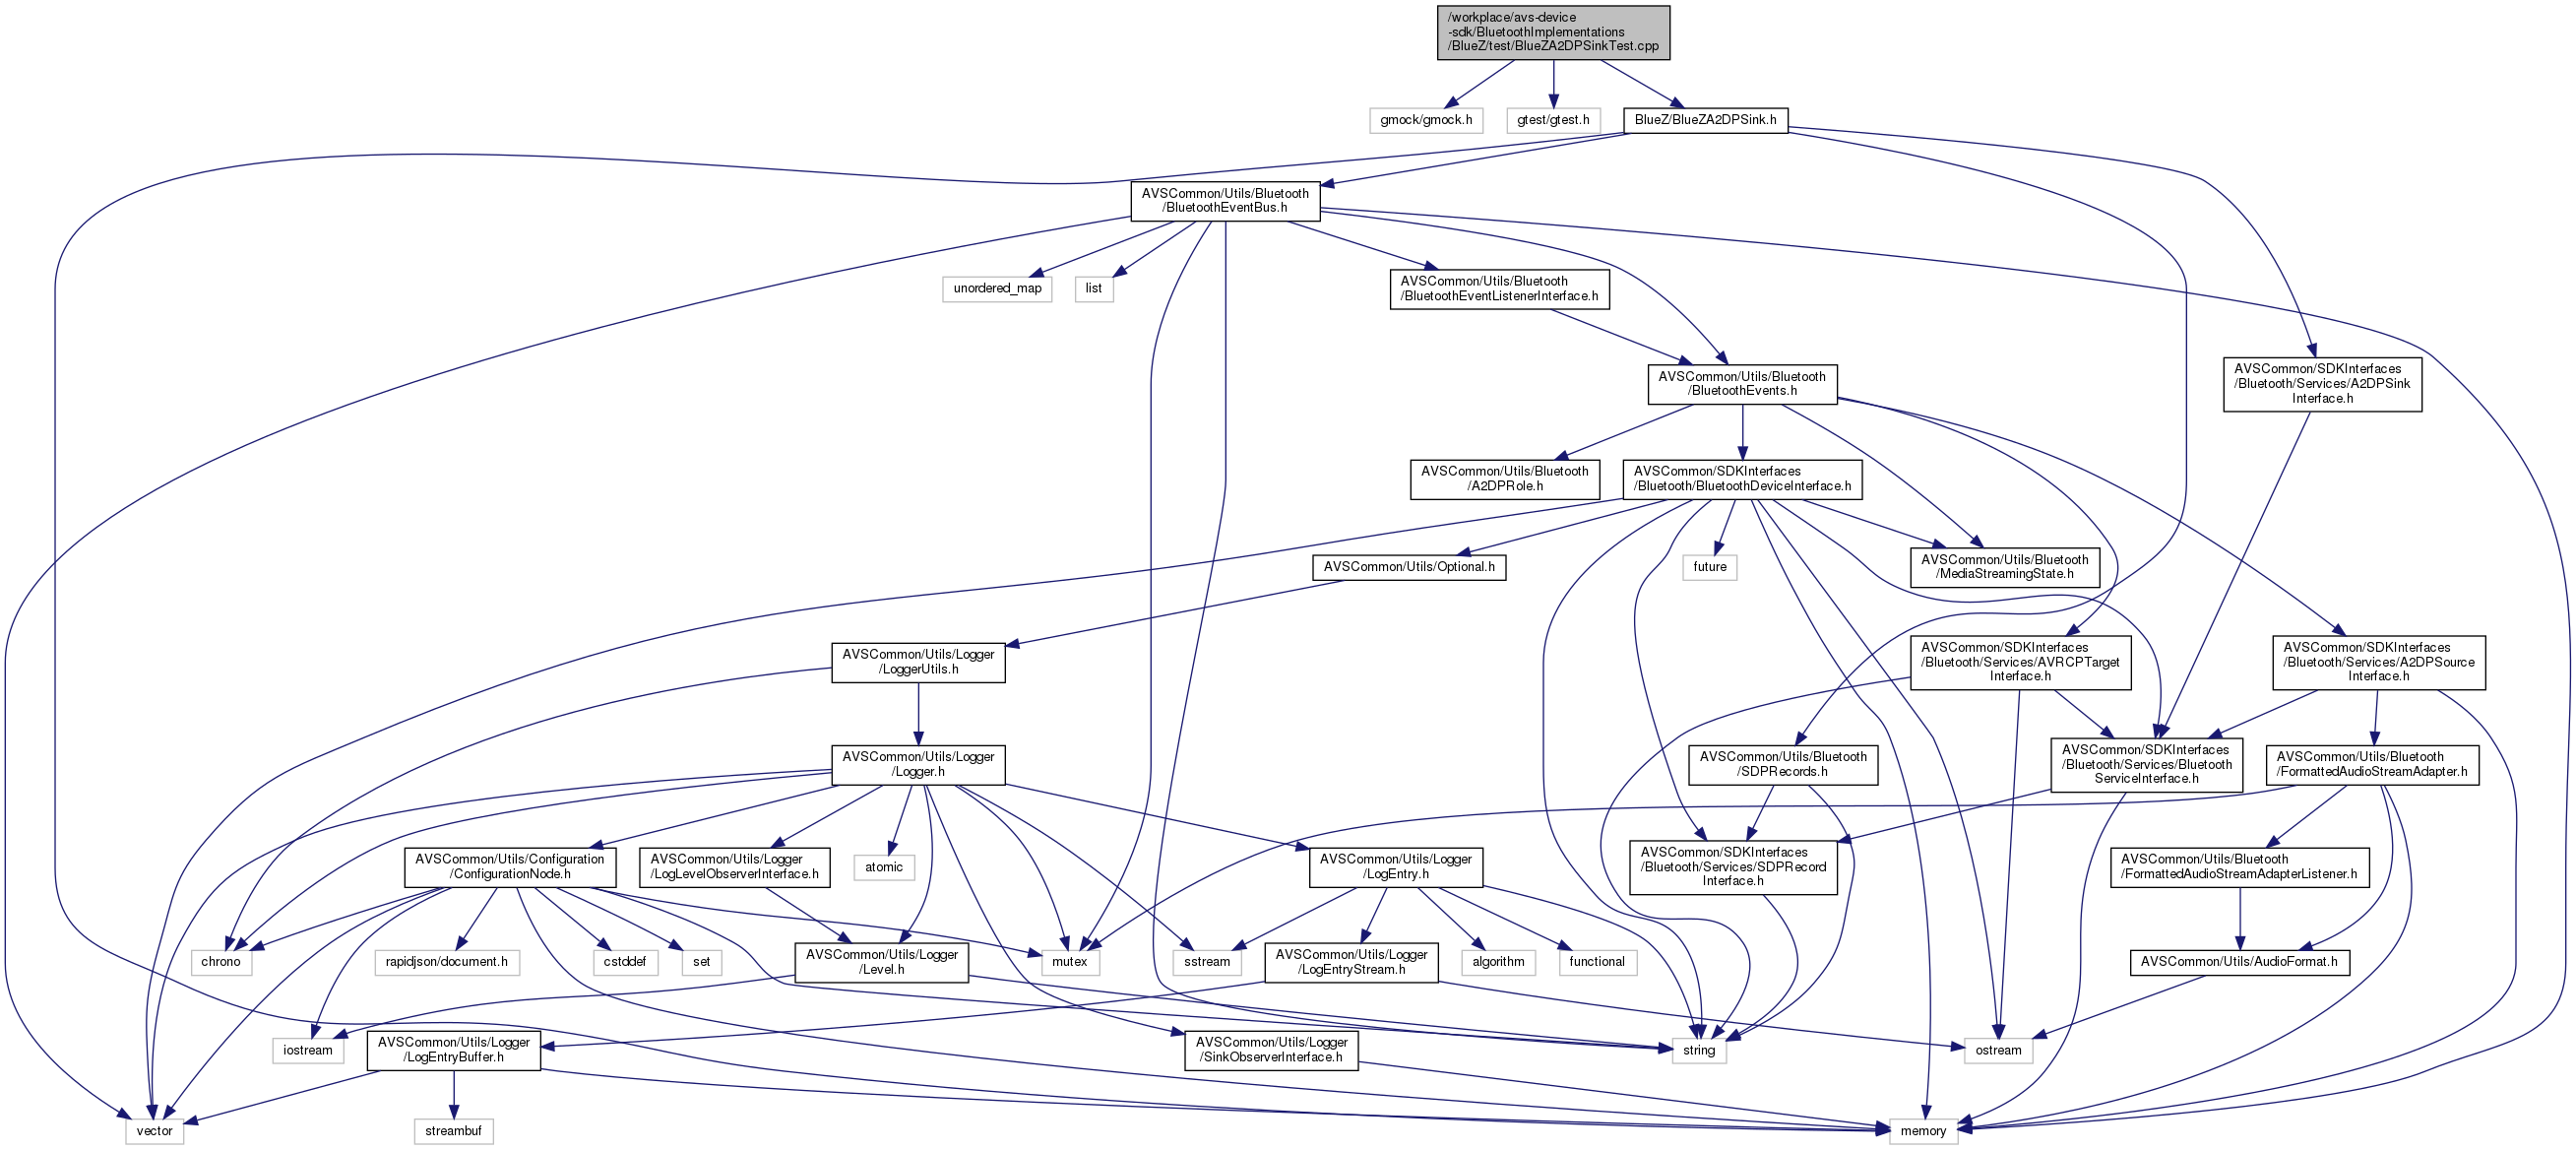 /workplace/avs-device
-sdk/BluetoothImplementations
/BlueZ/test/BlueZA2DPSinkTest.cpp
gmock/gmock.h
gtest/gtest.h
BlueZ/BlueZA2DPSink.h
AVSCommon/Utils/Bluetooth
/BluetoothEventBus.h
unordered_map
list
AVSCommon/Utils/Bluetooth
/BluetoothEventListenerInterface.h
AVSCommon/Utils/Bluetooth
/BluetoothEvents.h
AVSCommon/SDKInterfaces
/Bluetooth/Services/A2DPSink
Interface.h
AVSCommon/Utils/Bluetooth
/A2DPRole.h
AVSCommon/SDKInterfaces
/Bluetooth/BluetoothDeviceInterface.h
AVSCommon/Utils/Optional.h
future
AVSCommon/Utils/Bluetooth
/MediaStreamingState.h
AVSCommon/Utils/Logger
/LoggerUtils.h
AVSCommon/SDKInterfaces
/Bluetooth/Services/AVRCPTarget
Interface.h
AVSCommon/SDKInterfaces
/Bluetooth/Services/A2DPSource
Interface.h
AVSCommon/Utils/Logger
/Logger.h
AVSCommon/Utils/Bluetooth
/SDPRecords.h
AVSCommon/SDKInterfaces
/Bluetooth/Services/Bluetooth
ServiceInterface.h
AVSCommon/Utils/Bluetooth
/FormattedAudioStreamAdapter.h
AVSCommon/Utils/Configuration
/ConfigurationNode.h
AVSCommon/Utils/Logger
/LogLevelObserverInterface.h
atomic
AVSCommon/Utils/Logger
/LogEntry.h
AVSCommon/SDKInterfaces
/Bluetooth/Services/SDPRecord
Interface.h
AVSCommon/Utils/Bluetooth
/FormattedAudioStreamAdapterListener.h
chrono
rapidjson/document.h
cstddef
set
AVSCommon/Utils/Logger
/Level.h
mutex
sstream
AVSCommon/Utils/Logger
/LogEntryStream.h
algorithm
functional
AVSCommon/Utils/AudioFormat.h
iostream
AVSCommon/Utils/Logger
/LogEntryBuffer.h
AVSCommon/Utils/Logger
/SinkObserverInterface.h
string
ostream
vector
streambuf
memory